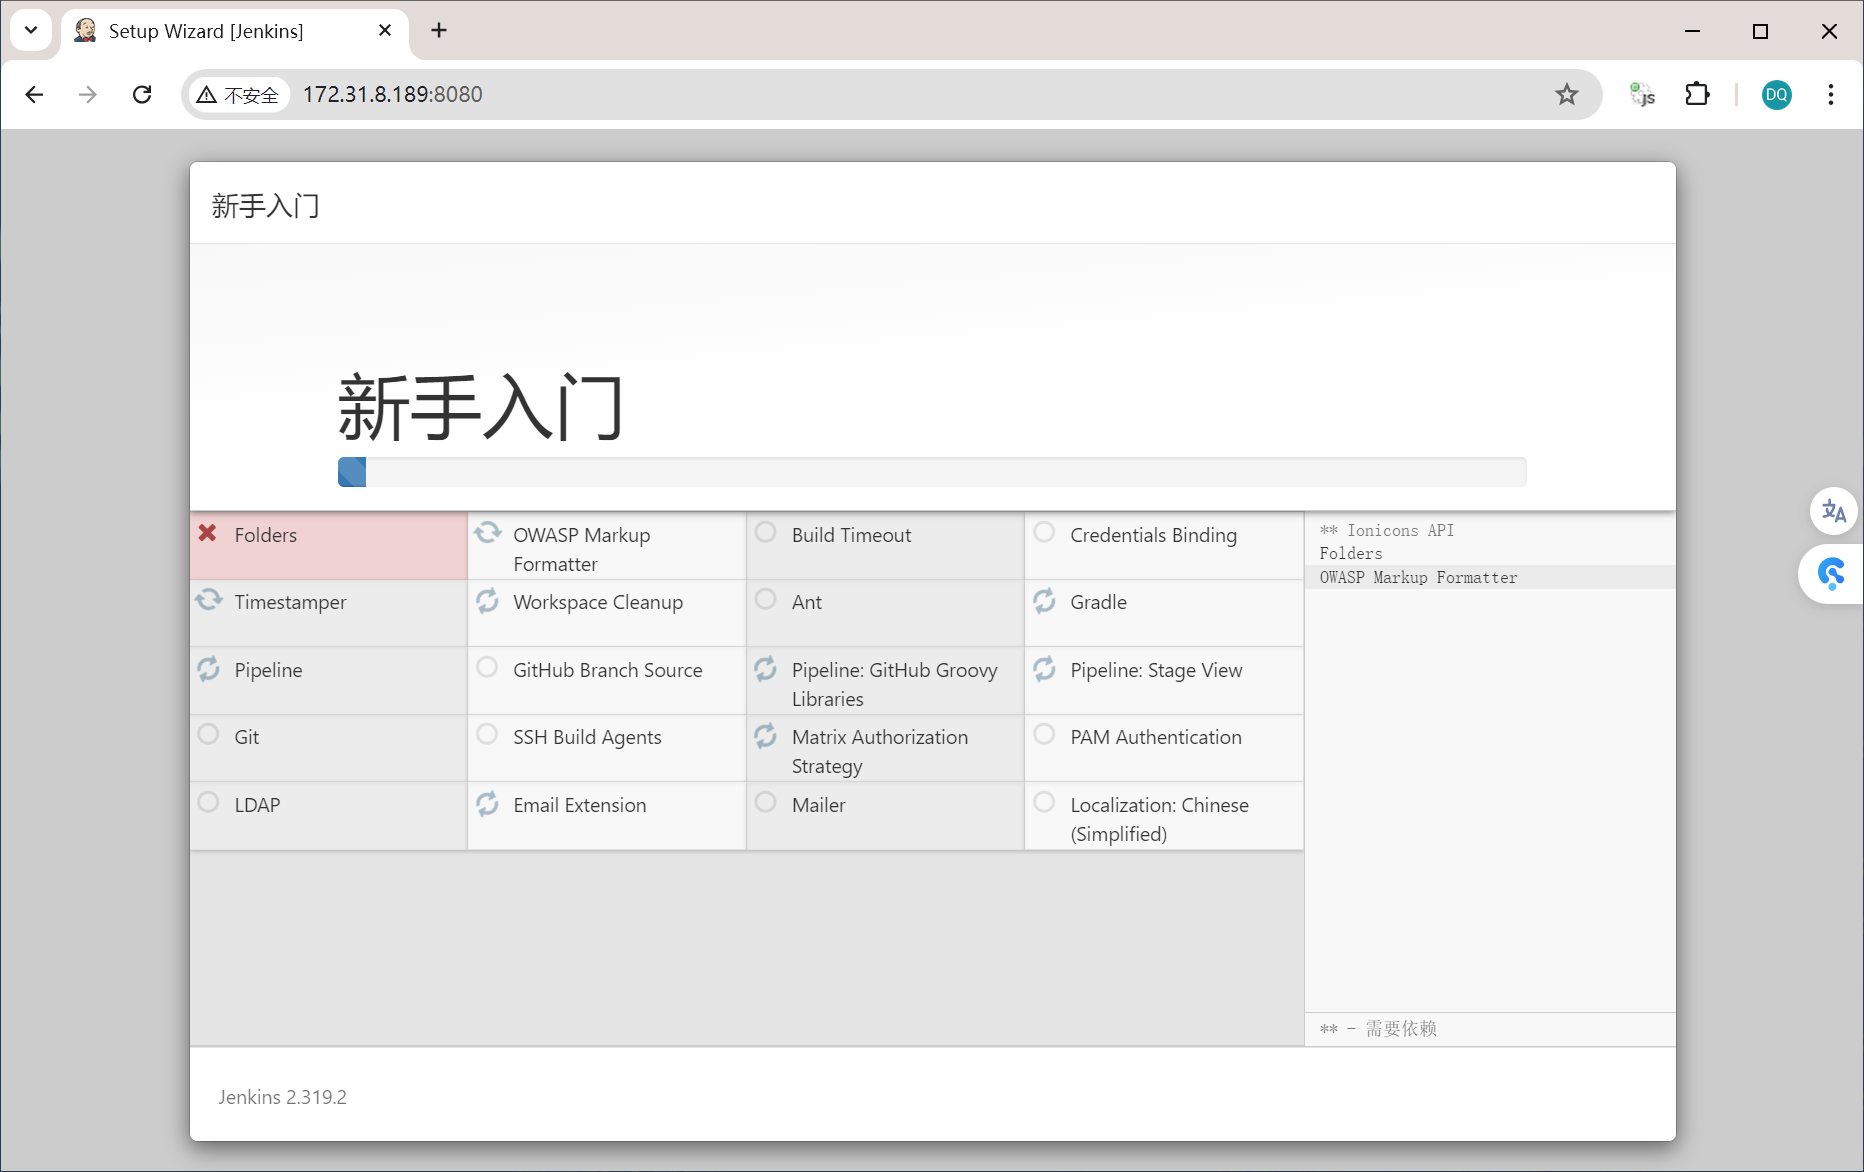 Setup Wizard [Jenkins]
不安全
172.31.8.189:8080
JS
DQ
新手入门
新手入门
Folders
OWASP Markup
Formatter
Build Timeout
Credentials Binding
Timestamper
Workspace Cleanup
Ant
Gradle
Pipeline
GitHub Branch Source
Pipeline: GitHub Groovy
Libraries
Pipeline: Stage View
Git
SSH Build Agents
Matrix Authorization
Strategy
PAM Authentication
LDAP
Email Extension
Mailer
Localization: Chinese
(Simplified)
** Ionicons API
Folders
OWASP Markup Formatter
** - 需要依赖
文A
Jenkins 2.319.2